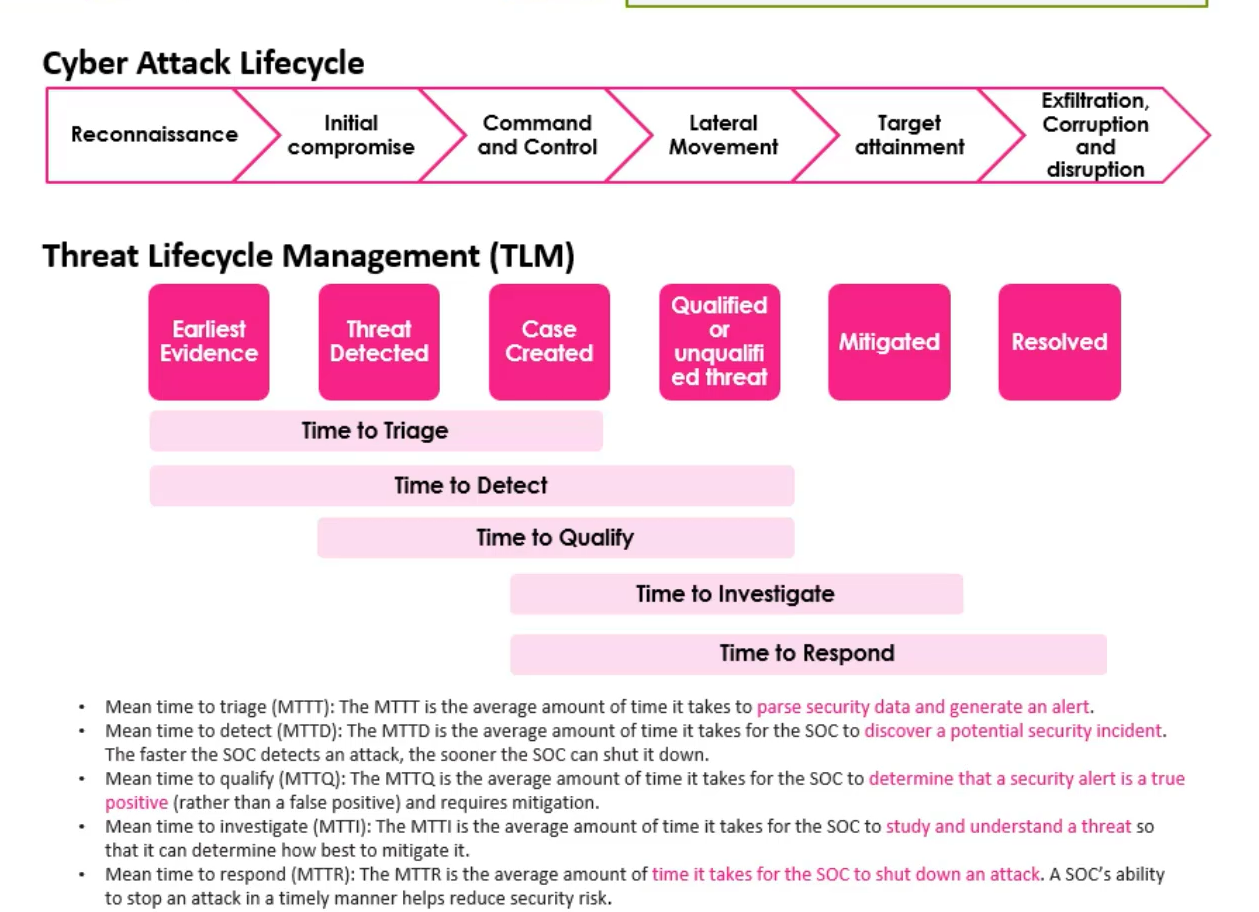 Cyber Attack Lifecycle
Reconnaissance
Initial
compromise
Command
and Control
Lateral
Movement
Target
attainment
Exfiltration,
Corruption
and
disruption
Threat Lifecycle Management (TLM)
Earliest
Evidence
Threat
Detected
Case
Created
Qualified
or
unqualifi
ed threat
Mitigated
Resolved
Time to Triage
Time to Detect
Time to Qualify
Time to Investigate
Time to Respond
• Mean time to triage (MTTT): The MTTT is the average amount of time it takes to parse security data and generate an alert.
• Mean time to detect (MTTD): The MTTD is the average amount of time it takes for the SOC to discover a potential security incident.
The faster the SOC detects an attack, the sooner the SOC can shut it down.
• Mean time to qualify (MTTQ): The MTTQ is the average amount of time it takes for the SOC to determine that a security alert is a true
positive (rather than a false positive) and requires mitigation.
• Mean time to investigate (MTTI): The MTTI is the average amount of time it takes for the SOC to study and understand a threat so
that it can determine how best to mitigate it.
• Mean time to respond (MTTR): The MTTR is the average amount of time it takes for the SOC to shut down an attack. A SOC's ability
to stop an attack in a timely manner helps reduce security risk.